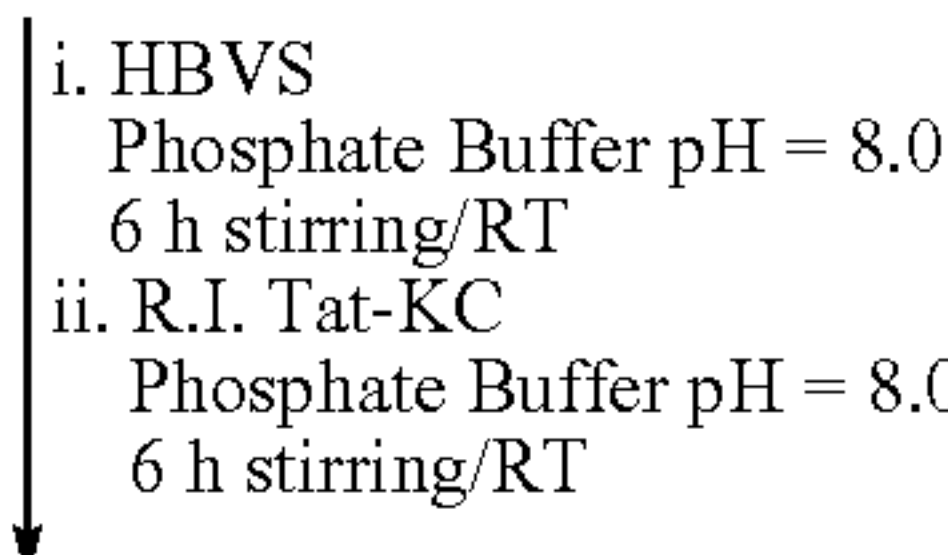 i. HBVS
Phosphate Buffer pH = 8.0
6 h stirring/RT
ii. R.I. Tat-KC
Phosphate Buffer pH = 8.0
6 h stirring/RT